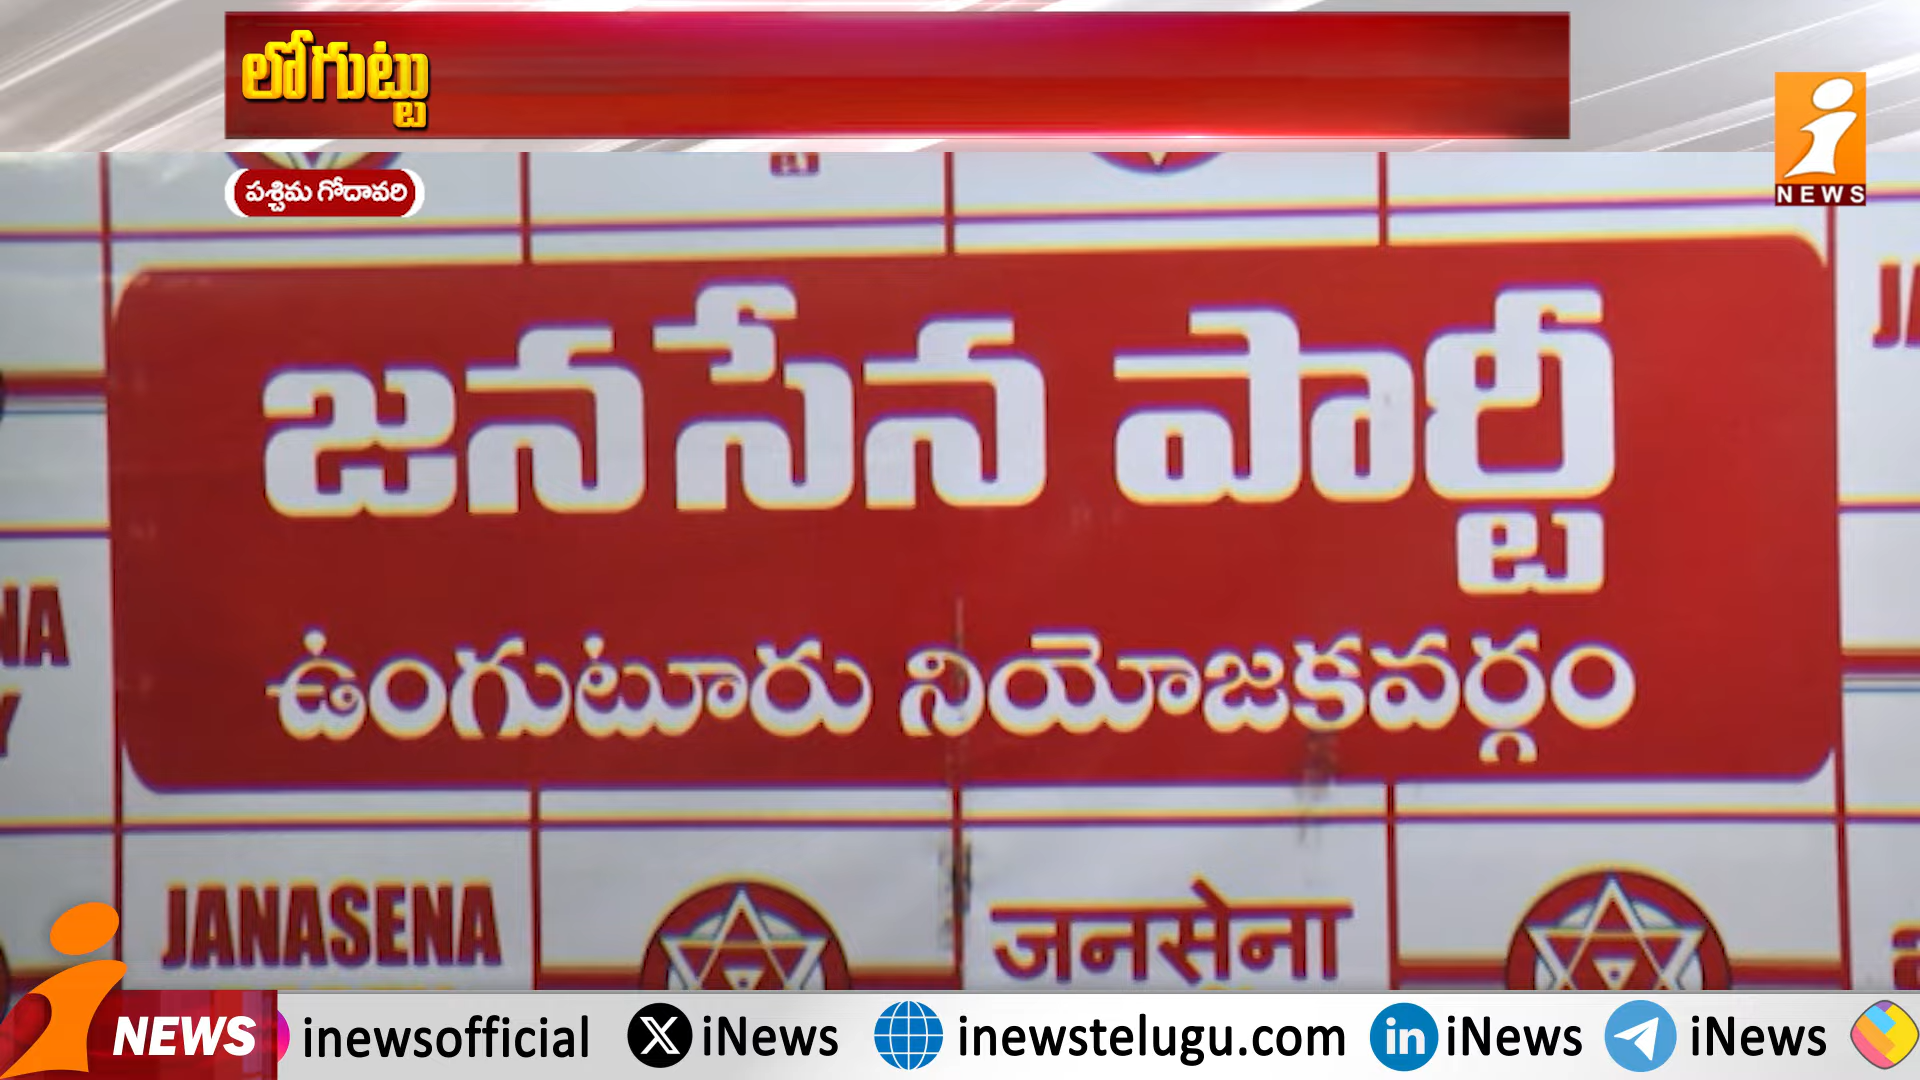 లోగుట్టు
NEWS
పశ్చిమ గోదావరి
జనసేన పార్టీ
ఉంగుటూరు నియోజకవర్గం
JANASENA
जनसेना
NEWS inewsofficial iNews inewstelugu.com iNews iNews